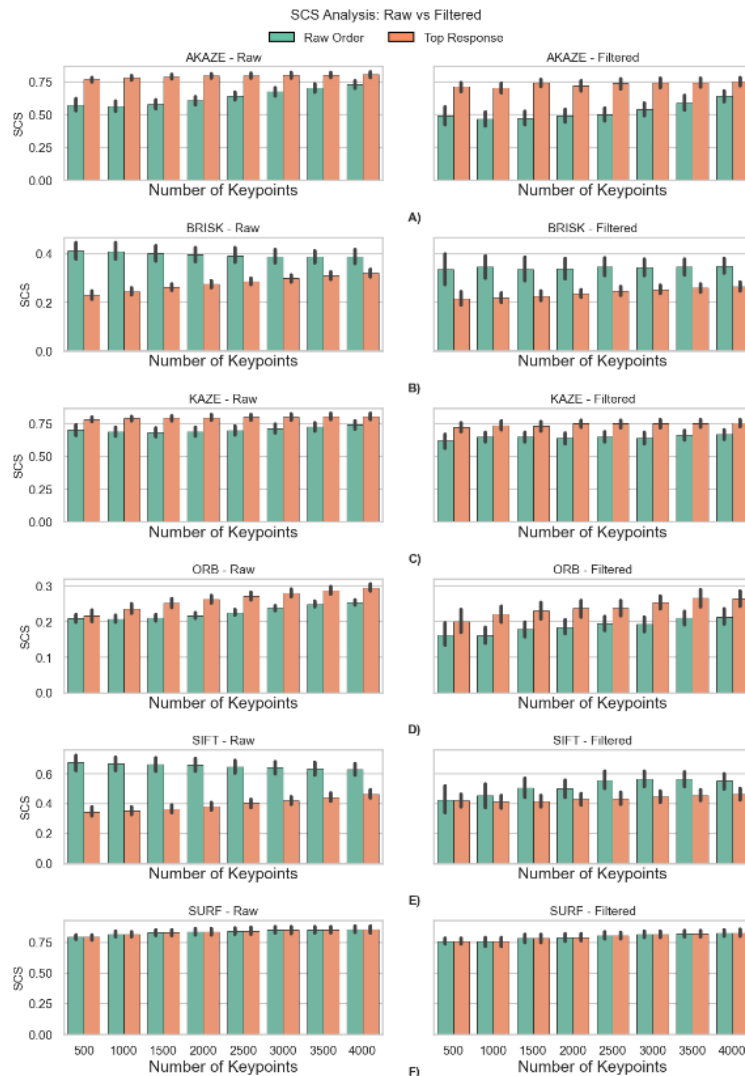 SCS Analysis: Raw vs Filtered
Raw Order Top Response
AKAZE - Raw AKAZE - Filtered
0.75
0.50
0.25
0.00
SCS
Number of Keypoints Number of Keypoints
A)
BRISK - Raw BRISK - Filtered
0.4
0.2
0.0
SCS
Number of Keypoints Number of Keypoints
B)
KAZE - Raw KAZE - Filtered
0.75
0.50
0.25
0.00
SCS
Number of Keypoints Number of Keypoints
C)
ORB - Raw ORB - Filtered
0.3
0.2
0.1
0.0
SCS
Number of Keypoints Number of Keypoints
D)
SIFT - Raw SIFT - Filtered
0.6
0.4
0.2
0.0
SCS
Number of Keypoints Number of Keypoints
E)
SURF - Raw SURF - Filtered
0.75
0.50
0.25
0.00
SCS
500 1000 1500 2000 2500 3000 3500 4000 500 1000 1500 2000 2500 3000 3500 4000
Number of Keypoints Number of Keypoints
F)